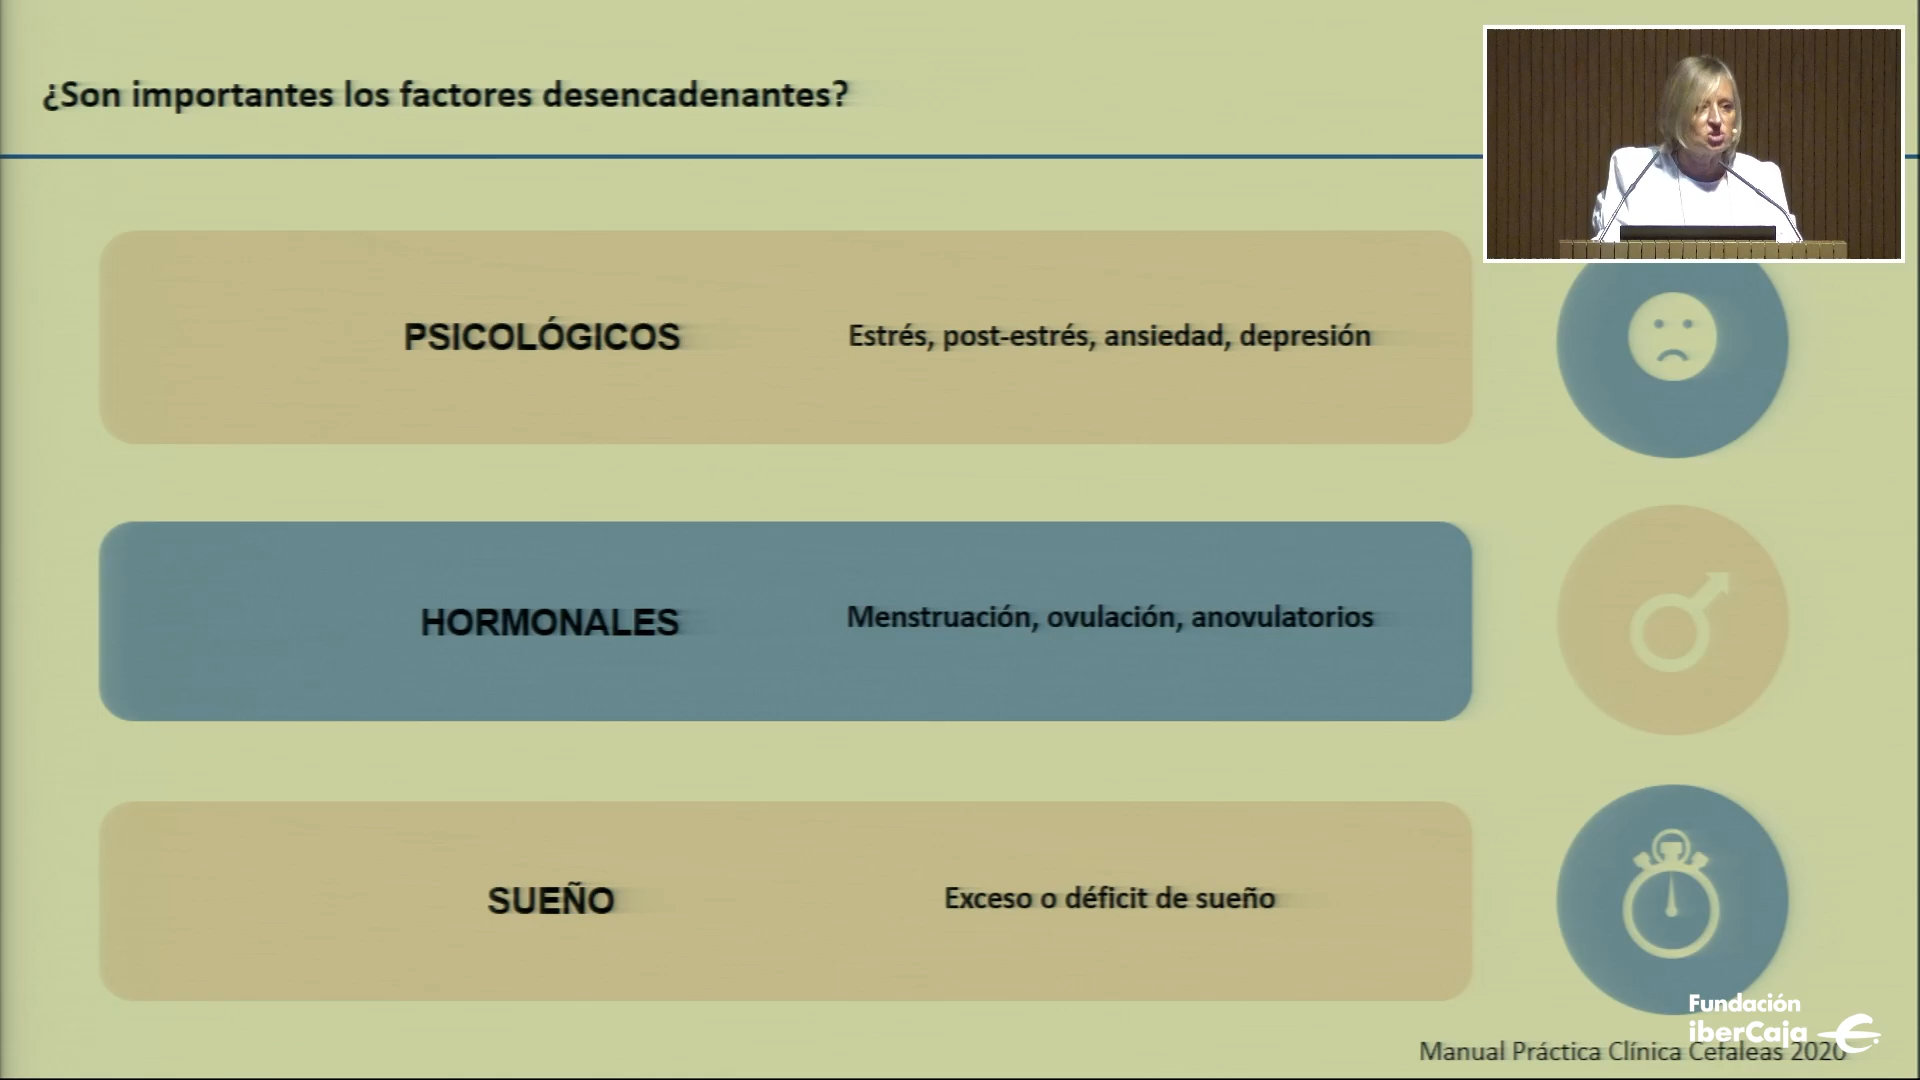 ¿Son importantes los factores desencadenantes?
PSICOLÓGICOS
Estrés, post-estrés, ansiedad, depresión
HORMONALES
Menstruación, ovulación, anovulatorios
SUEÑO
Exceso o déficit de sueño
Fundación
iberCaja
Manual Práctica Clínica Cefaleas 2020